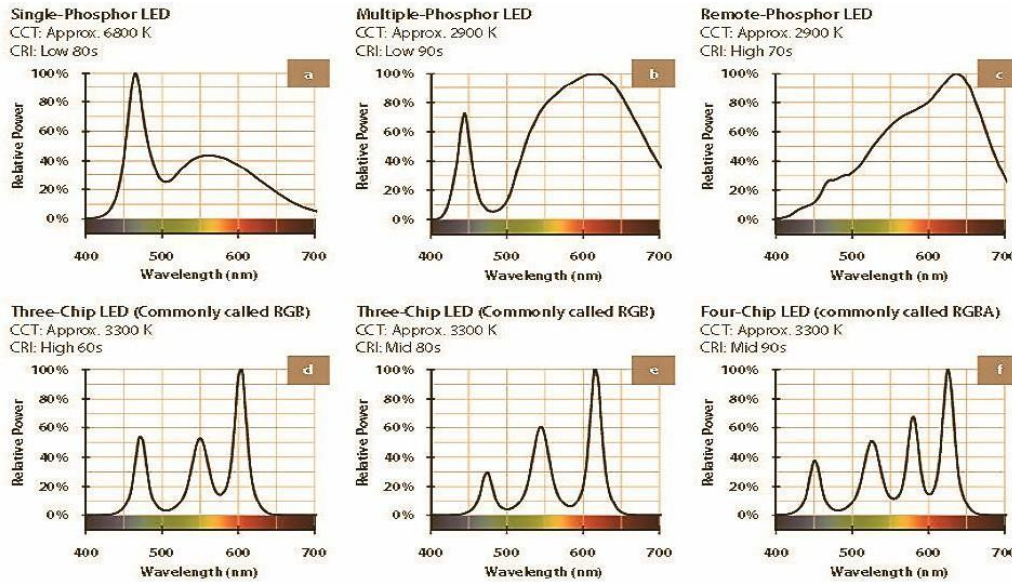 Single-Phosphor LED
CCT: Approx. 6800 K
CRI: Low 80s
a
Relative Power
100%
80%
60%
40%
20%
0%
400 500 600 700
Wavelength (nm)
Multiple-Phosphor LED
CCT: Approx. 2900 K
CRI: Low 90s
b
Relative Power
100%
80%
60%
40%
20%
0%
400 500 600 700
Wavelength (nm)
Remote-Phosphor LED
CCT: Approx. 2900 K
CRI: High 70s
c
Relative Power
100%
80%
60%
40%
20%
0%
400 500 600 700
Wavelength (nm)
Three-Chip LED (Commonly called RGB)
CCT: Approx. 3300 K
CRI: High 60s
d
Relative Power
100%
80%
60%
40%
20%
0%
400 500 600 700
Wavelength (nm)
Three-Chip LED (Commonly called RGB)
CCT: Approx. 3300 K
CRI: Mid 80s
e
Relative Power
100%
80%
60%
40%
20%
0%
400 500 600 700
Wavelength (nm)
Four-Chip LED (commonly called RGBA)
CCT: Approx. 3300 K
CRI: Mid 90s
f
Relative Power
100%
80%
60%
40%
20%
0%
400 500 600 700
Wavelength (nm)